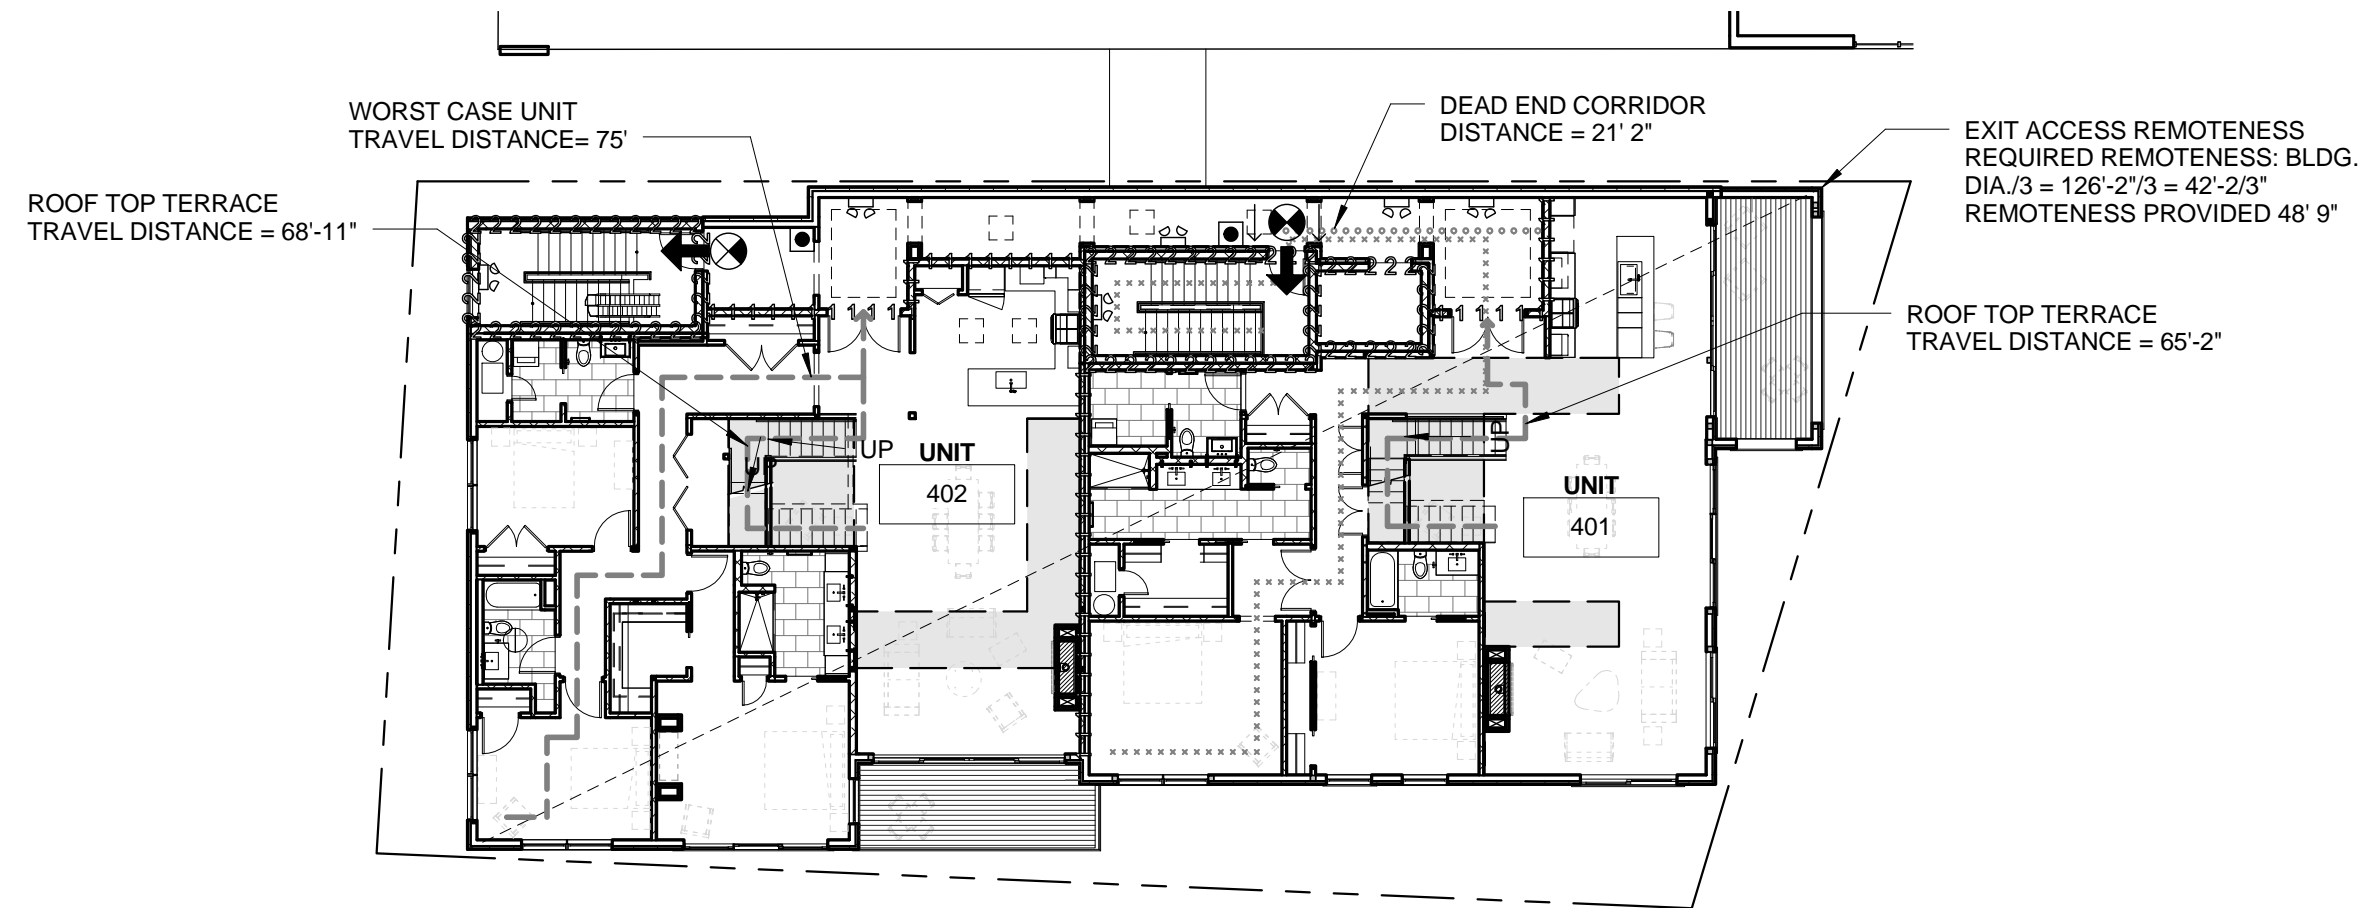 WORST CASE UNIT
TRAVEL DISTANCE= 75'
DEAD END CORRIDOR
DISTANCE = 21' 2"
EXIT ACCESS REMOTENESS
REQUIRED REMOTENESS: BLDG.
DIA./3 = 126'-2"/3 = 42'-2/3"
REMOTENESS PROVIDED 48' 9"
ROOF TOP TERRACE
TRAVEL DISTANCE = 68'-11"
ROOF TOP TERRACE
TRAVEL DISTANCE = 65'-2"
UP
UNIT
402
UP
UNIT
401